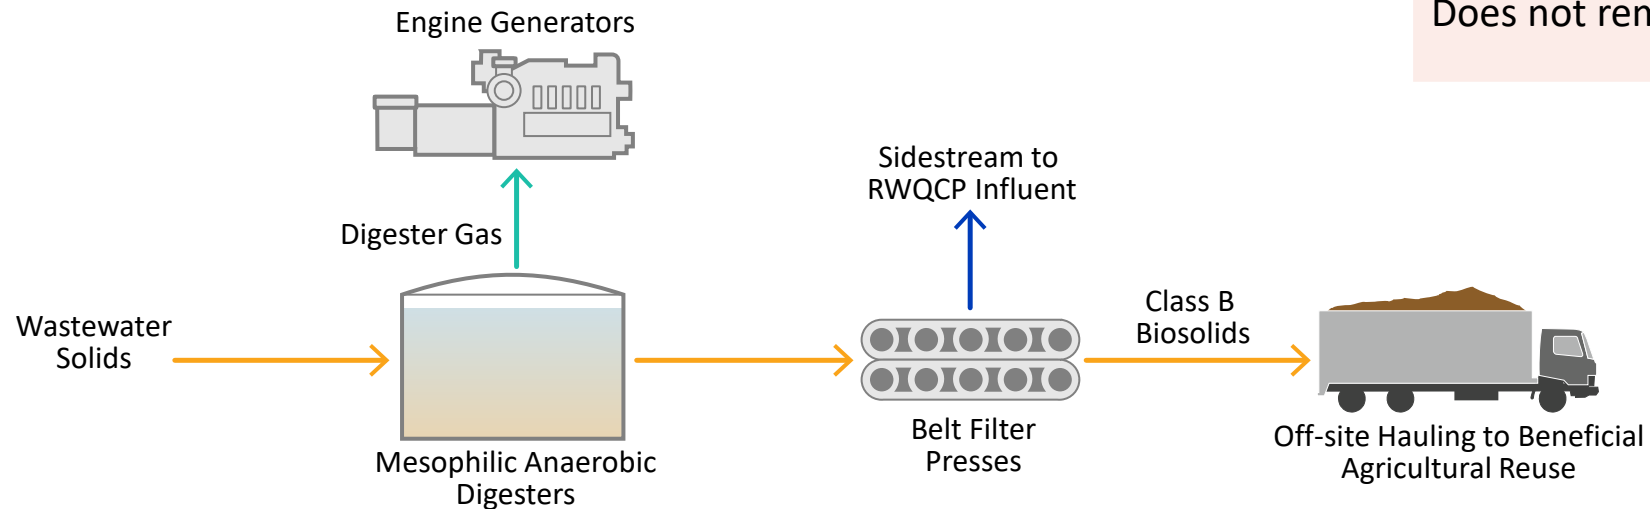 Does not
Engine Generators
Digester Gas
Sidestream to
RWQCP Influent
Wastewater
Solids
Class B
Biosolids
Mesophilic Anaerobic
Digesters
Belt Filter
Presses
Off-site Hauling to Beneficial
Agricultural Reuse